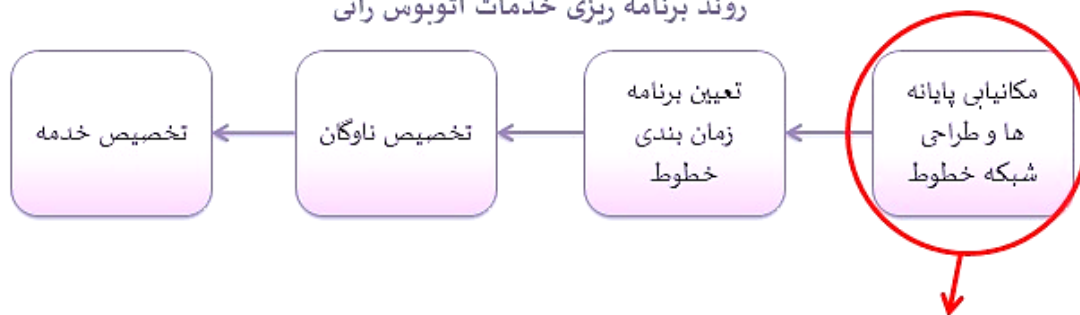 روند برنامه ریزی خدمات اتوبوس رانی
مکانیابی پایانه
ها و طراحی
شبکه خطوط
تعیین برنامه
زمان بندی
خطوط
تخصیص ناوگان
تخصیص خدمه